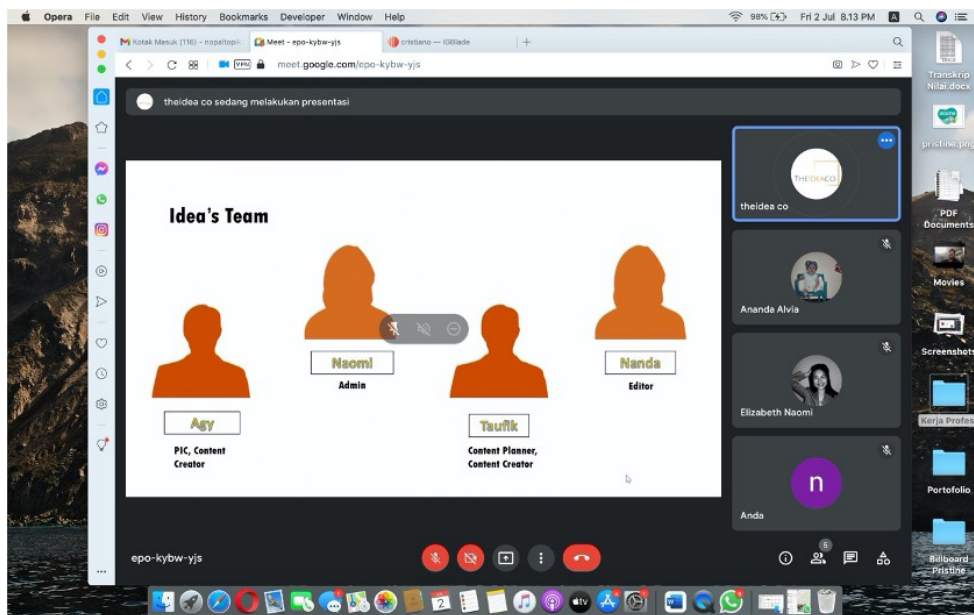 Opera File Edit View History Bookmarks Developer Window Help
98% Fri 2 Jul 8.13 PM A
Kotak Masuk (116) - nopaltopik Meet - epo-kybw-yjs cristiano — IGBlade
VPN meet.google.com/epo-kybw-yjs
theidea co sedang melakukan presentasi
Idea's Team
Naomi
Admin
Nanda
Editor
Agy
PIC, Content
Creator
Taufik
Content Planner,
Content Creator
THEIDEACO
theidea co
Ananda Alvia
Elizabeth Naomi
n
Anda
epo-kybw-yjs
5
Transkrip
Nilai.docx
pristine.png
PDF
Documents
Movies
Screenshots
Kerja Profes
Portofolio
Billboard
Pristine
2
tv